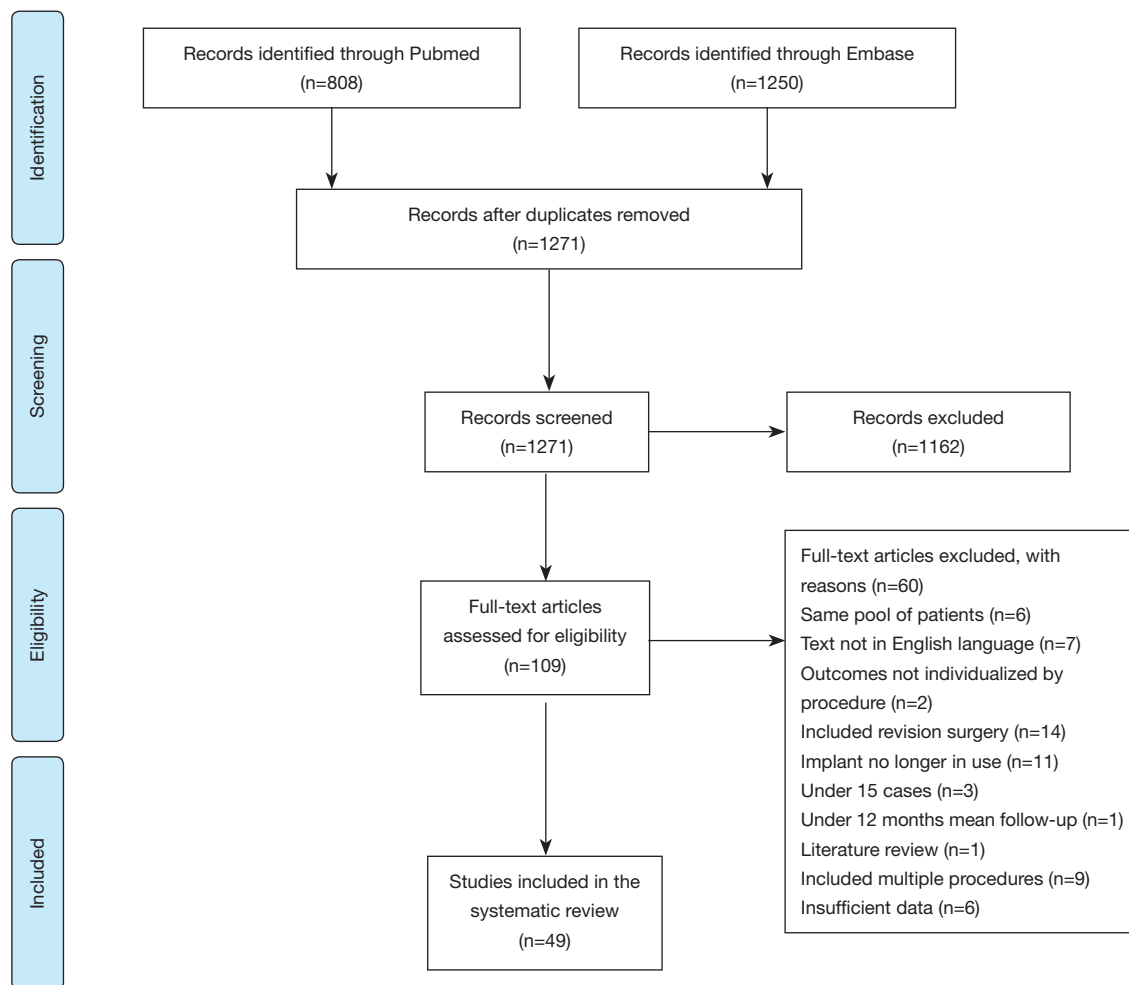 Identification
Records identified through Pubmed
(n=808)
Records identified through Embase
(n=1250)
Records after duplicates removed
(n=1271)
Screening
Records screened
(n=1271)
Records excluded
(n=1162)
Eligibility
Full-text articles
assessed for eligibility
(n=109)
Full-text articles excluded, with
reasons (n=60)
Same pool of patients (n=6)
Text not in English language (n=7)
Outcomes not individualized by
procedure (n=2)
Included revision surgery (n=14)
Implant no longer in use (n=11)
Under 15 cases (n=3)
Under 12 months mean follow-up (n=1)
Literature review (n=1)
Included multiple procedures (n=9)
Insufficient data (n=6)
Included
Studies included in the
systematic review
(n=49)